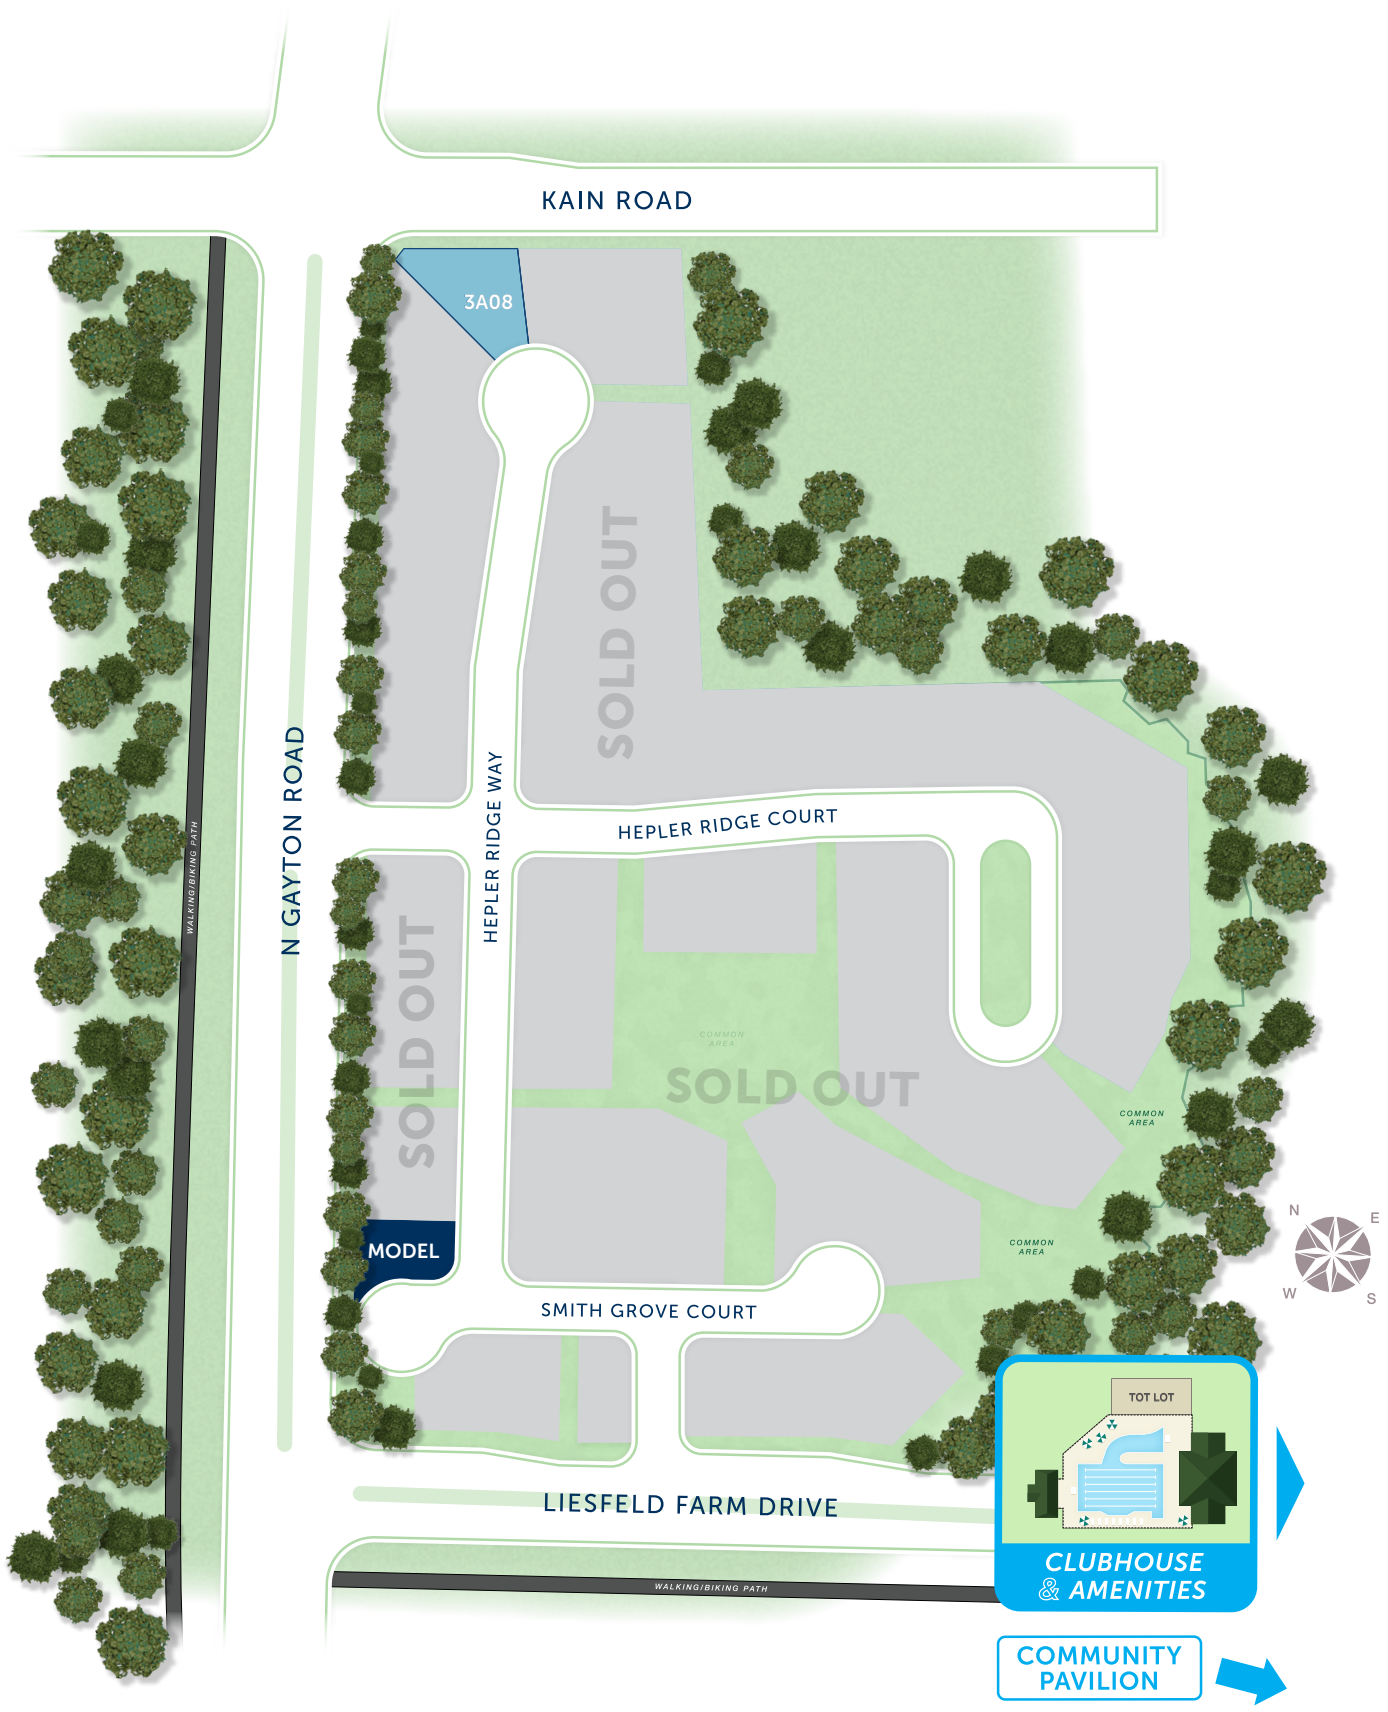 KAIN ROAD
3A08
SOLD OUT
N GAYTON ROAD
HEPLER RIDGE WAY
HEPLER RIDGE COURT
WALKING/BIKING PATH
SOLD OUT
COMMON
AREA
SOLD OUT
COMMON
AREA
COMMON
AREA
N
E
W
S
MODEL
SMITH GROVE COURT
TOT LOT
LIESFELD FARM DRIVE
CLUBHOUSE
& AMENITIES
WALKING/BIKING PATH
COMMUNITY
PAVILION